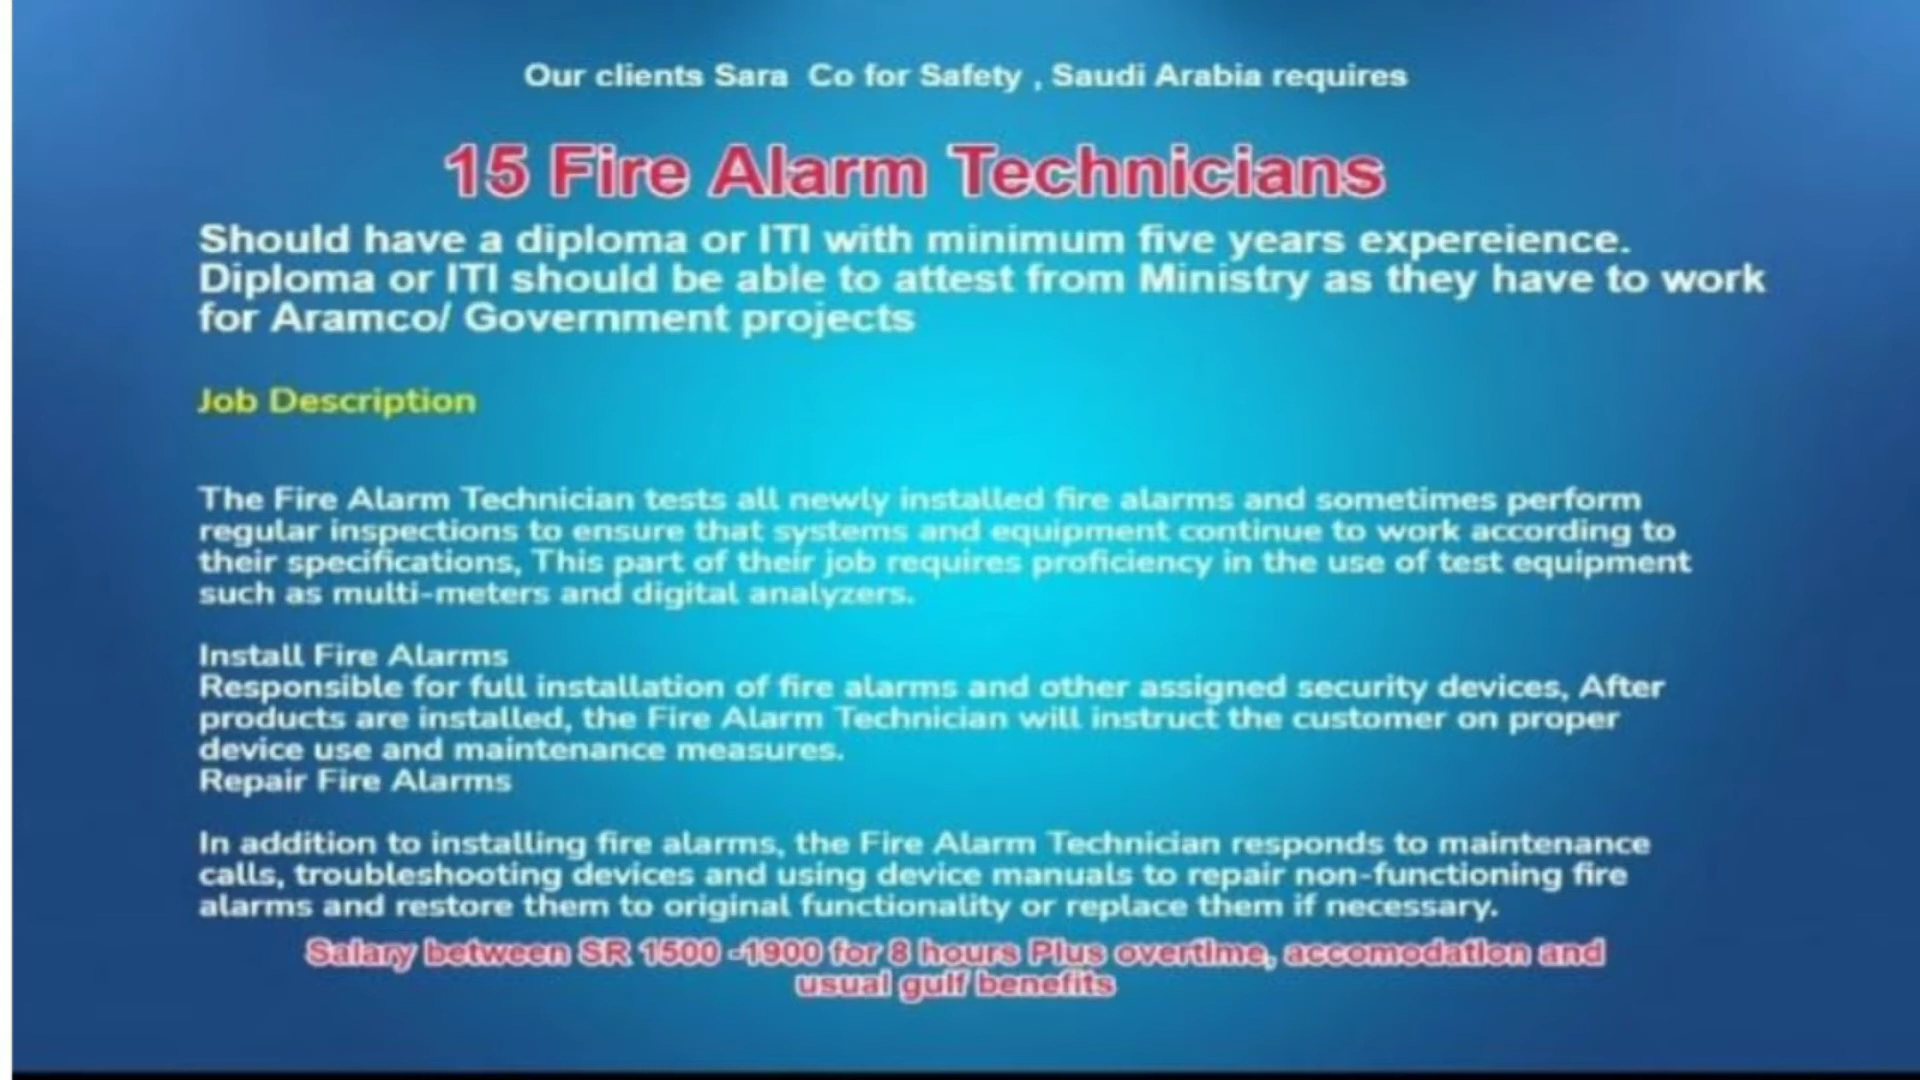 Our clients Sara Co for Safety , Saudi Arabia requires
15 Fire Alarm Technicians
Should have a diploma or ITI with minimum five years expereience.
Diploma or ITI should be able to attest from Ministry as they have to work
for Aramco/ Government projects
Job Description
The Fire Alarm Technician tests all newly installed fire alarms and sometimes perform
regular inspections to ensure that systems and equipment continue to work according to
their specifications, This part of their job requires proficiency in the use of test equipment
such as multi-meters and digital analyzers.
Install Fire Alarms
Responsible for full installation of fire alarms and other assigned security devices, After
products are installed, the Fire Alarm Technician will instruct the customer on proper
device use and maintenance measures.
Repair Fire Alarms
In addition to installing fire alarms, the Fire Alarm Technician responds to maintenance
calls, troubleshooting devices and using device manuals to repair non-functioning fire
alarms and restore them to original functionality or replace them if necessary.
Salary between SR 1500 -1900 for 8 hours Plus overtime, accomodation and
usual gulf benefits